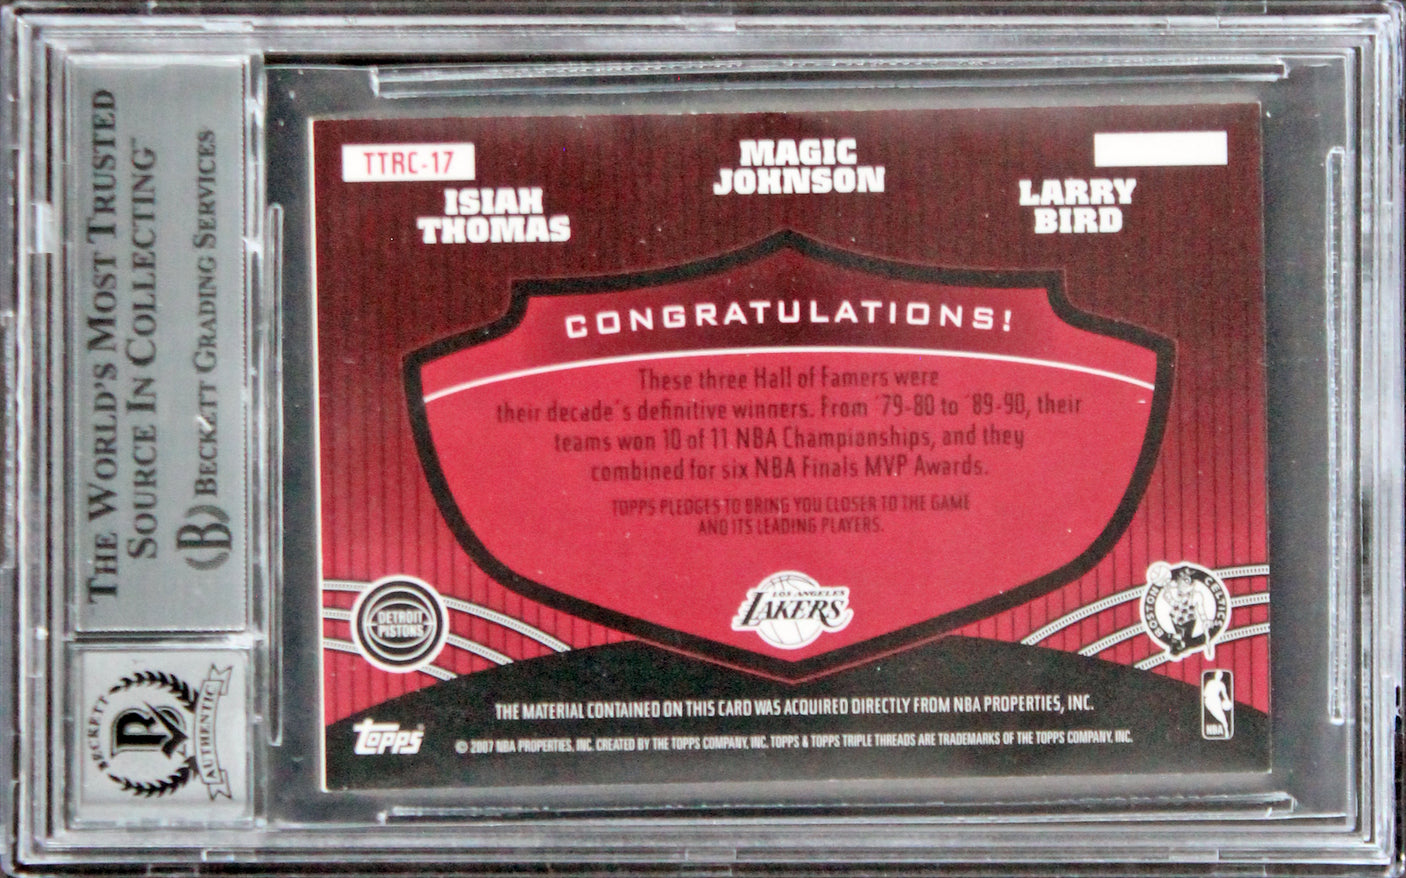 THE WORLD'S MOST TRUSTED
SOURCE IN COLLECTING™
BECKETT GRADING SERVICES
BECKETT
AUTHENTIC
TTRC-17
ISIAH
THOMAS
MAGIC
JOHNSON
LARRY
BIRD
CONGRATULATIONS!
These three Hall of Famers were
their decade's definitive winners. From '79-80 to '89-90, their
teams won 10 of 11 NBA Championships, and they
combined for six NBA Finals MVP Awards.
TOPPS PLEDGES TO BRING YOU CLOSER TO THE GAME
AND ITS LEADING PLAYERS.
DETROIT
PISTONS
LOS ANGELES
LAKERS
BOSTON
CELTICS
THE MATERIAL CONTAINED ON THIS CARD WAS ACQUIRED DIRECTLY FROM NBA PROPERTIES, INC.
NBA
Topps®
© 2007 NBA PROPERTIES, INC. CREATED BY THE TOPPS COMPANY, INC. TOPPS & TOPPS TRIPLE THREADS ARE TRADEMARKS OF THE TOPPS COMPANY, INC.